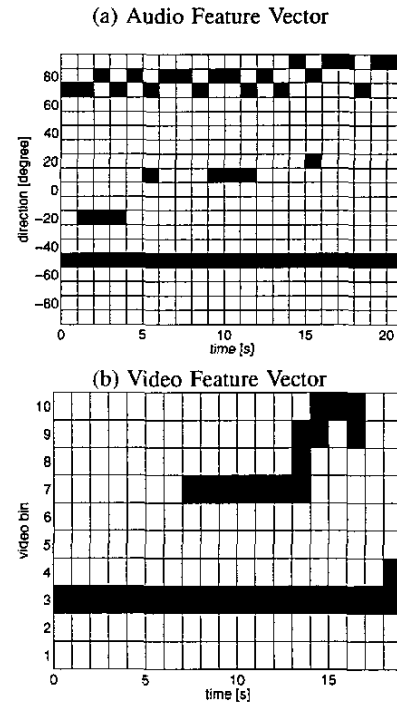 (a) Audio Feature Vector
direction [degree]
80
60
40
20
0
-20
-40
-60
-80
0 5 10 15 20
time [s]
(b) Video Feature Vector
video bin
10
9
8
7
6
5
4
3
2
1
0 5 10 15
time [s]